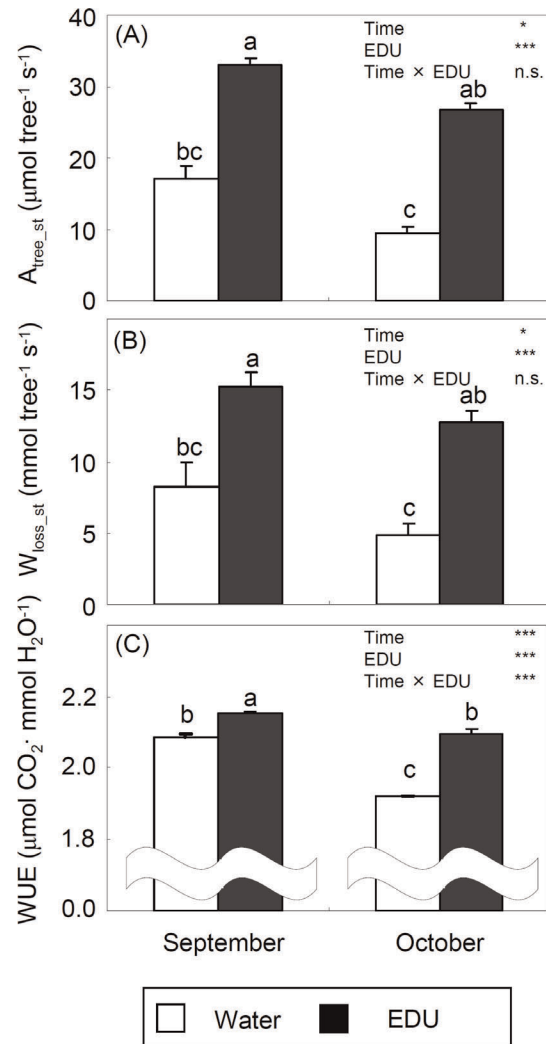 (A)
Time *
EDU ***
Time × EDU n.s.
A_tree_st (μmol tree⁻¹ s⁻¹)
40
30
20
10
0
bc
a
c
ab
(B)
Time *
EDU ***
Time × EDU n.s.
W_loss_st (mmol tree⁻¹ s⁻¹)
15
10
5
0
bc
a
c
ab
(C)
Time ***
EDU ***
Time × EDU ***
WUE (μmol CO₂· mmol H₂O⁻¹)
2.2
2.0
1.8
0.0
b
a
c
b
September October
Water EDU